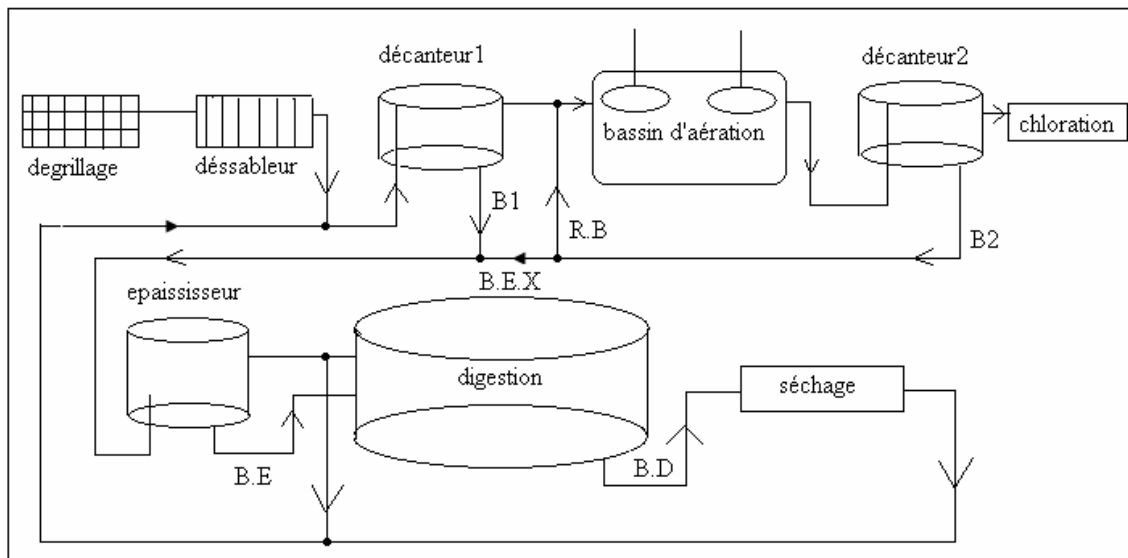 décanteur1
décanteur2
bassin d'aération
chloration
degrillage
déssableur
B1
R.B
B2
B.E.X
epaississeur
digestion
séchage
B.E
B.D